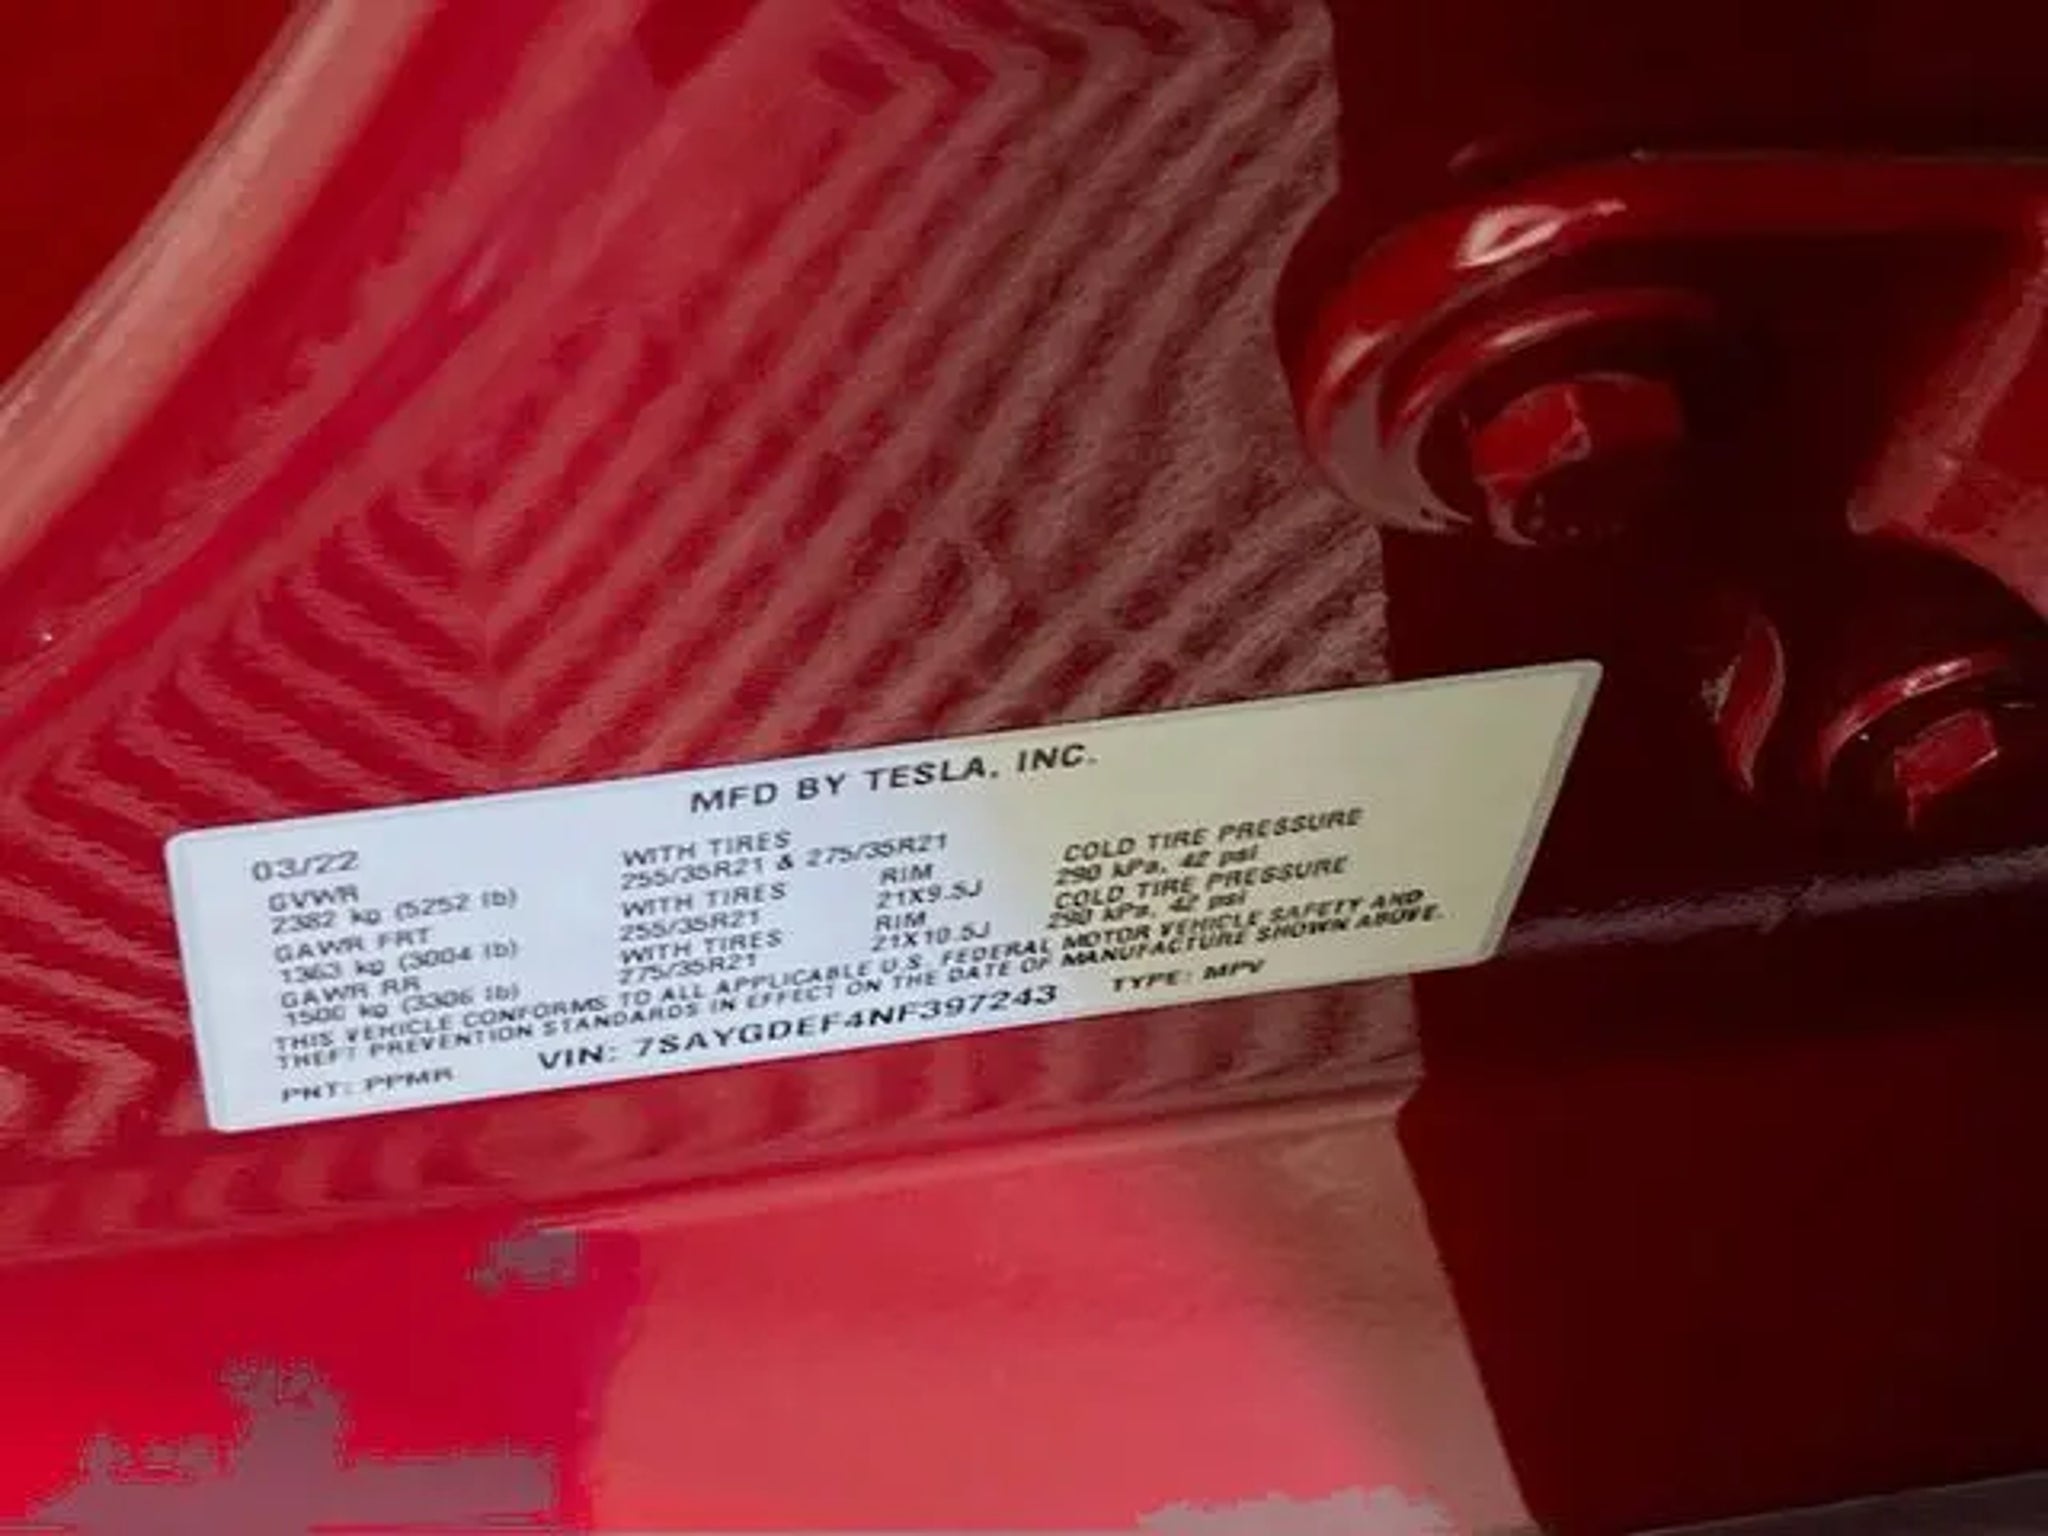 MFD BY TESLA, INC.
03/22
GVWR
2382 kg (5252 lb)
WITH TIRES
255/35R21 & 275/35R21
GAWR FRT
1363 kg (3004 lb)
WITH TIRES
255/35R21
RIM
21X9.5J
COLD TIRE PRESSURE
290 kPa, 42 psi
GAWR RR
1500 kg (3306 lb)
WITH TIRES
275/35R21
RIM
21X10.5J
COLD TIRE PRESSURE
290 kPa, 42 psi
THIS VEHICLE CONFORMS TO ALL APPLICABLE U.S. FEDERAL MOTOR VEHICLE SAFETY AND
THEFT PREVENTION STANDARDS IN EFFECT ON THE DATE OF MANUFACTURE SHOWN ABOVE.
PNT: PPMR VIN: 7SAYGDEF4NF397243 TYPE: MPV